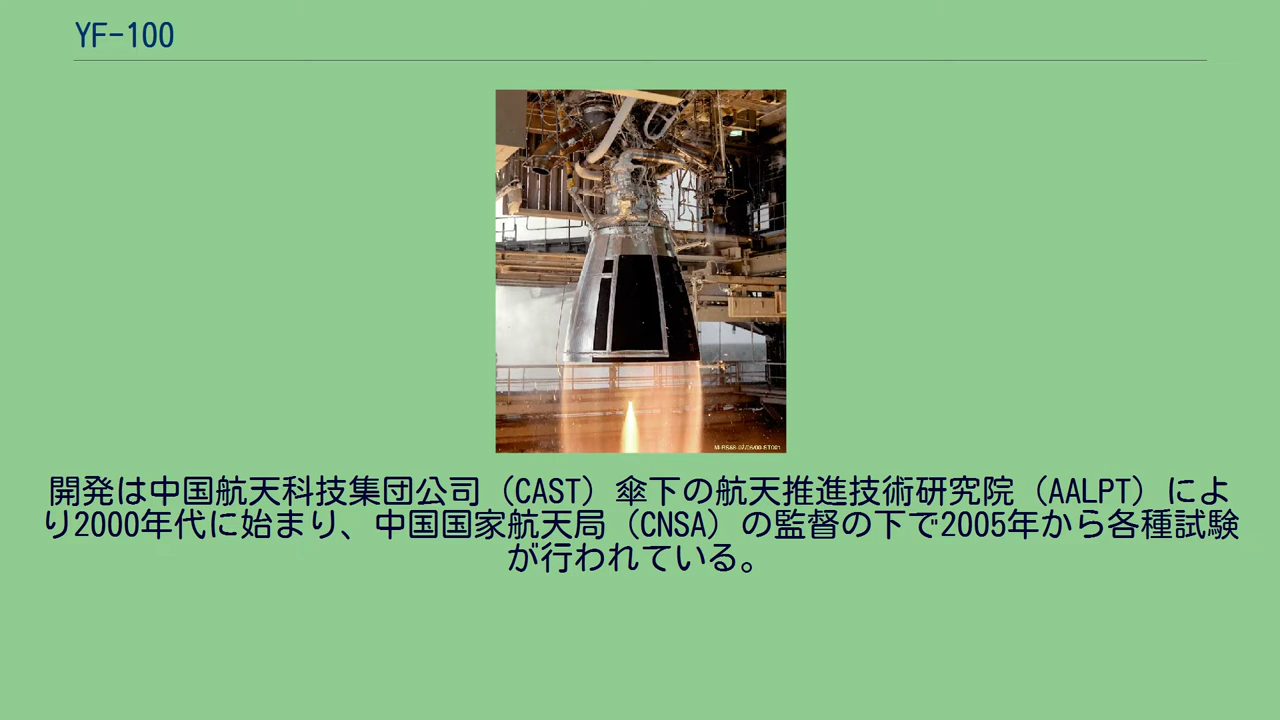 YF-100
開発は中国航天科技集団公司（CAST）傘下の航天推進技術研究院（AALPT）によ
り2000年代に始まり、中国国家航天局（CNSA）の監督の下で2005年から各種試験
が行われている。